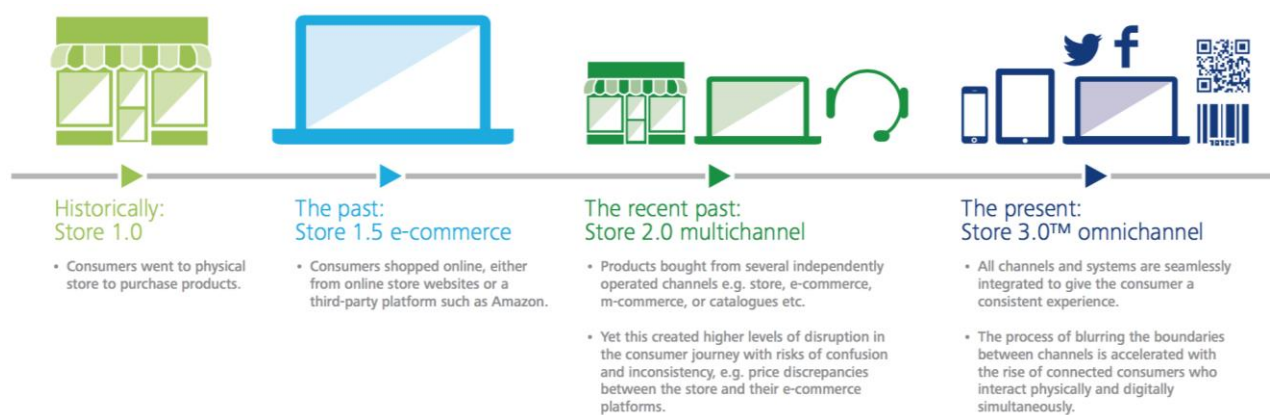 Historically:
Store 1.0
• Consumers went to physical
store to purchase products.
The past:
Store 1.5 e-commerce
• Consumers shopped online, either
from online store websites or a
third-party platform such as Amazon.
The recent past:
Store 2.0 multichannel
• Products bought from several independently
operated channels e.g. store, e-commerce,
m-commerce, or catalogues etc.
• Yet this created higher levels of disruption in
the consumer journey with risks of confusion
and inconsistency, e.g. price discrepancies
between the store and their e-commerce
platforms.
The present:
Store 3.0™ omnichannel
• All channels and systems are seamlessly
integrated to give the consumer a
consistent experience.
• The process of blurring the boundaries
between channels is accelerated with
the rise of connected consumers who
interact physically and digitally
simultaneously.